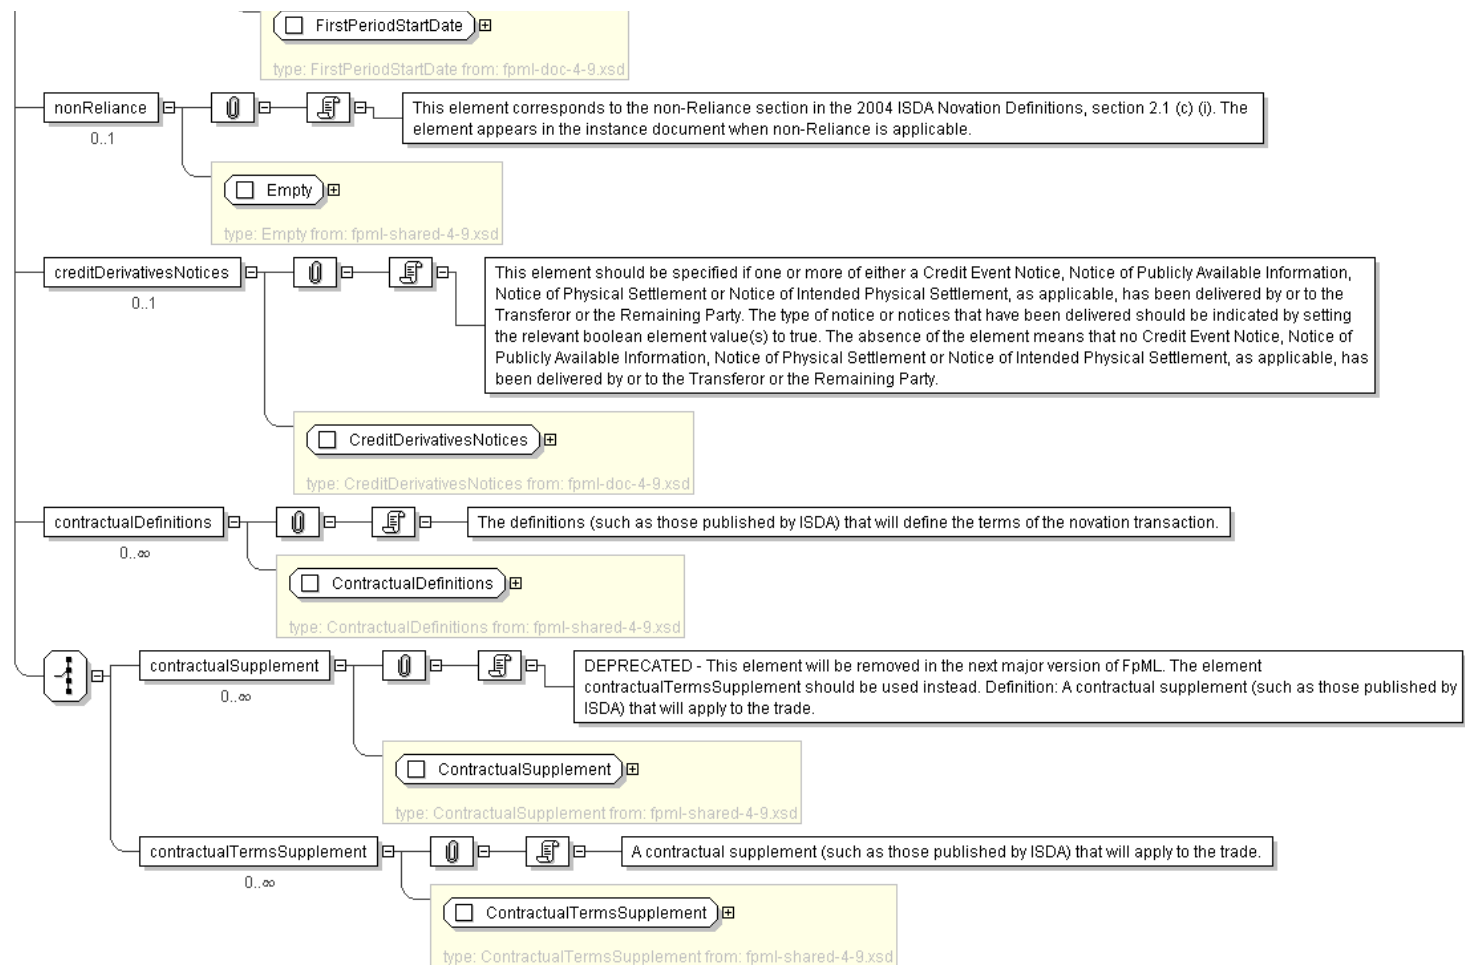 FirstPeriodStartDate
type: FirstPeriodStartDate from: fpml-doc-4-9.xsd
nonReliance
0..1
This element corresponds to the non-Reliance section in the 2004 ISDA Novation Definitions, section 2.1 (c) (i). The
element appears in the instance document when non-Reliance is applicable.
Empty
type: Empty from: fpml-shared-4-9.xsd
creditDerivativesNotices
0..1
This element should be specified if one or more of either a Credit Event Notice, Notice of Publicly Available Information,
Notice of Physical Settlement or Notice of Intended Physical Settlement, as applicable, has been delivered by or to the
Transferor or the Remaining Party. The type of notice or notices that have been delivered should be indicated by setting
the relevant boolean element value(s) to true. The absence of the element means that no Credit Event Notice, Notice of
Publicly Available Information, Notice of Physical Settlement or Notice of Intended Physical Settlement, as applicable, has
been delivered by or to the Transferor or the Remaining Party.
CreditDerivativesNotices
type: CreditDerivativesNotices from: fpml-doc-4-9.xsd
contractualDefinitions
0..∞
The definitions (such as those published by ISDA) that will define the terms of the novation transaction.
ContractualDefinitions
type: ContractualDefinitions from: fpml-shared-4-9.xsd
contractualSupplement
0..∞
DEPRECATED - This element will be removed in the next major version of FpML. The element
contractualTermsSupplement should be used instead. Definition: A contractual supplement (such as those published by
ISDA) that will apply to the trade.
ContractualSupplement
type: ContractualSupplement from: fpml-shared-4-9.xsd
contractualTermsSupplement
0..∞
A contractual supplement (such as those published by ISDA) that will apply to the trade.
ContractualTermsSupplement
type: ContractualTermsSupplement from: fpml-shared-4-9.xsd